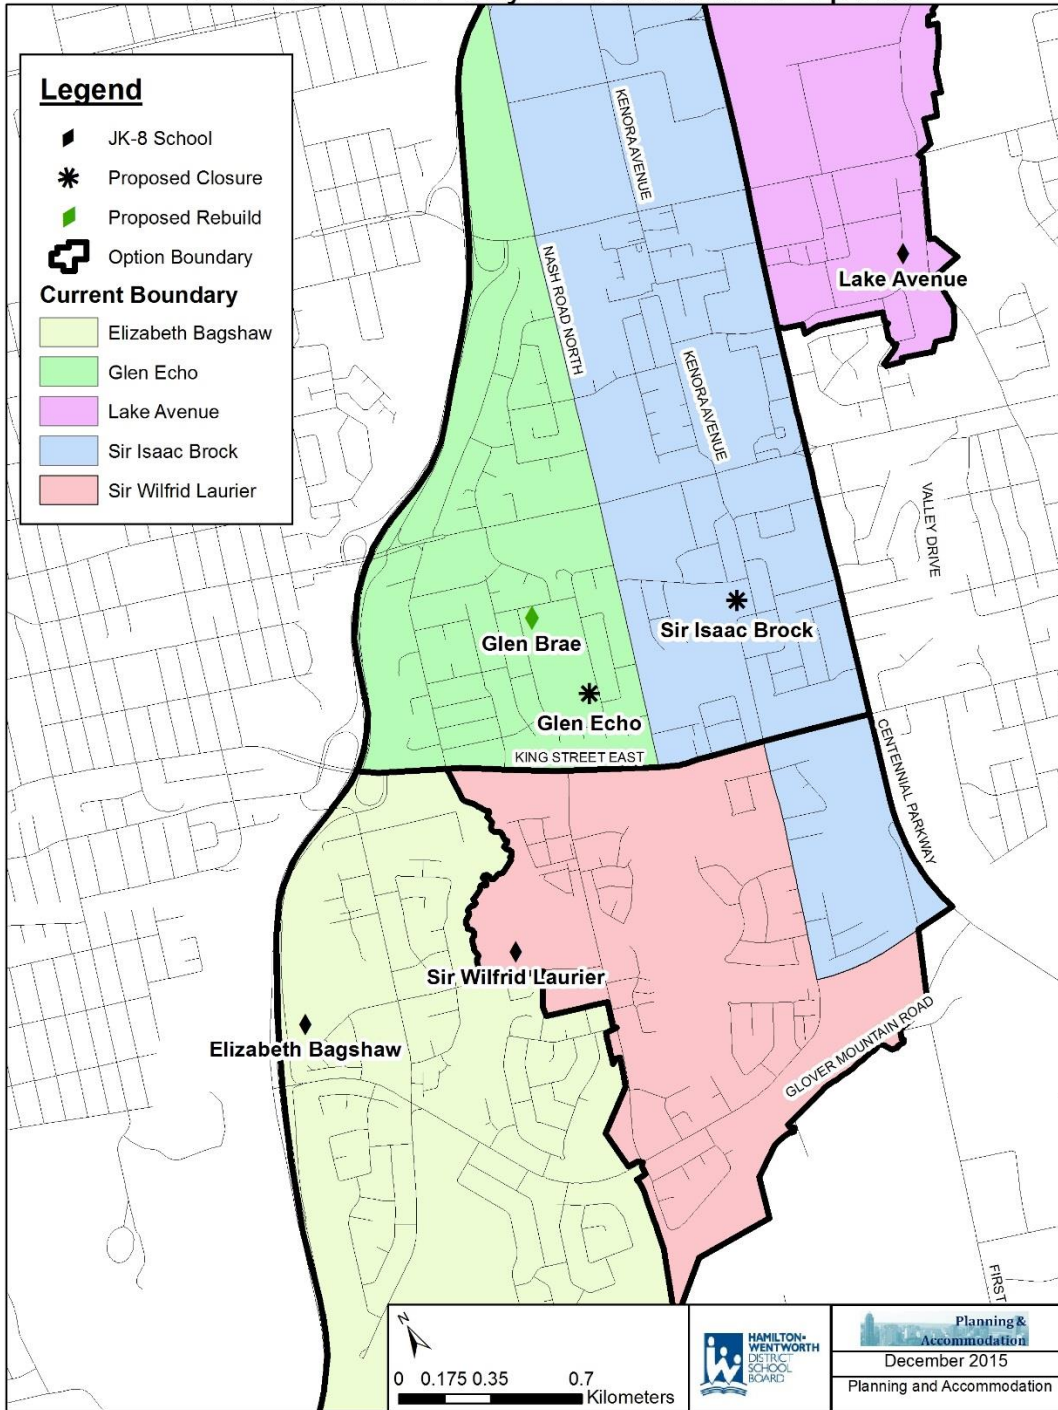 Legend
JK-8 School
Proposed Closure
Proposed Rebuild
Option Boundary
Current Boundary
Elizabeth Bagshaw
Glen Echo
Lake Avenue
Sir Isaac Brock
Sir Wilfrid Laurier
KENORA AVENUE
NASH ROAD NORTH
Lake Avenue
KENORA AVENUE
VALLEY DRIVE
Sir Isaac Brock
Glen Brae
Glen Echo
KING STREET EAST
CENTENNIAL PARKWAY
Sir Wilfrid Laurier
Elizabeth Bagshaw
GLOVER MOUNTAIN ROAD
FIRST
N
0 0.175 0.35 0.7
Kilometers
HAMILTON-
WENTWORTH
DISTRICT
SCHOOL
BOARD
Planning &
Accommodation
December 2015
Planning and Accommodation